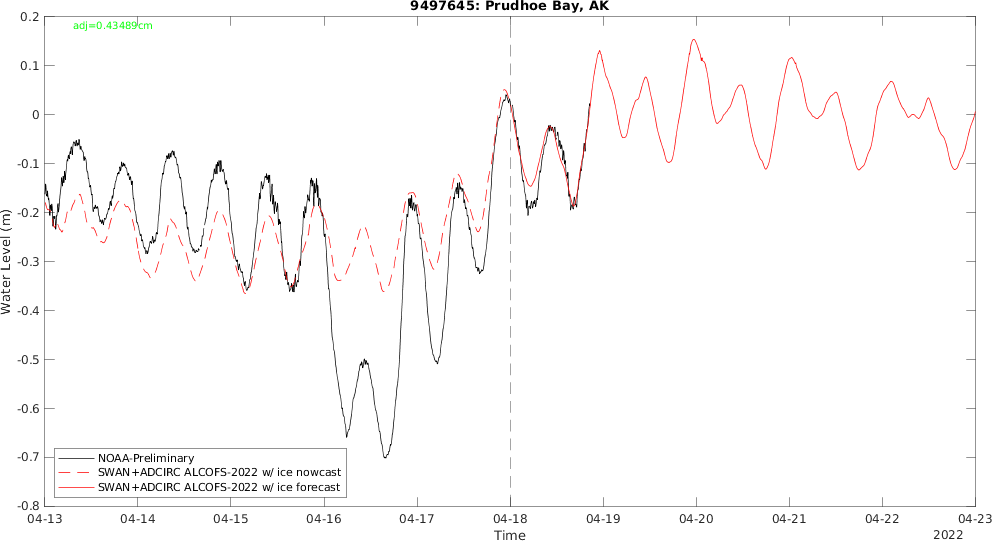 9497645: Prudhoe Bay, AK
adj=0.43489cm
0.2
0.1
0
-0.1
-0.2
-0.3
-0.4
-0.5
-0.6
-0.7
-0.8
Water Level (m)
NOAA-Preliminary
SWAN+ADCIRC ALCOFS-2022 w/ ice nowcast
SWAN+ADCIRC ALCOFS-2022 w/ ice forecast
04-13 04-14 04-15 04-16 04-17 04-18 04-19 04-20 04-21 04-22 04-23
Time
2022